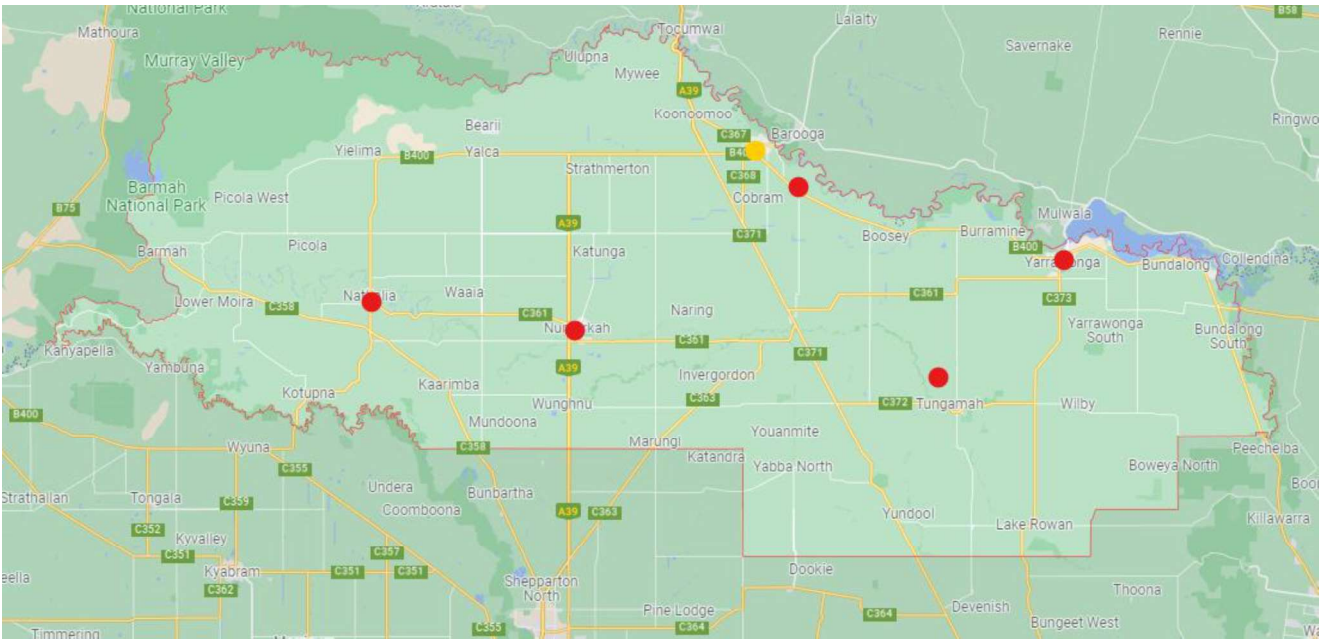 National Park
Mathoura
Lalalty
B58
Rennie
Tocumwal
Savernake
Ulupna
Murray Valley
Mywee
A39
Koonoomoo
Ringwo
Bearii
C367
Barooga
Yielima
B400
Yalca
Strathmerton
C368
Barmah
National Park
Picola West
Cobram
B75
A39
Mulwala
Picola
C371
Boosey
Burramine
B400
Barmah
Katunga
Bundalong
Collendina
Lower Moira
C358
Waaia
C361
C373
Naring
C361
Yarrawonga
South
Bundalong
South
C361
Kanyapella
C371
Yambuna
A39
Invergordon
Kaarimba
Kotupna
C363
Wunghnu
C372
Tungamah
Wilby
B400
Mundoona
Youanmite
Wyuna
C358
Marungi
Katandra
Peechelba
C355
Yabba North
Boweya North
Strathallan
Tongala
C359
Undera
Bunbartha
Boor
Coomboona
A39
C363
Yundool
Killawarra
C352
Lake Rowan
Kyvalley
C351
C357
eella
Kyabram
C351
C351
Dookie
C362
Shepparton
North
Thoona
Pine Lodge
C364
Devenish
Timmering
C355
C364
Bungeet West